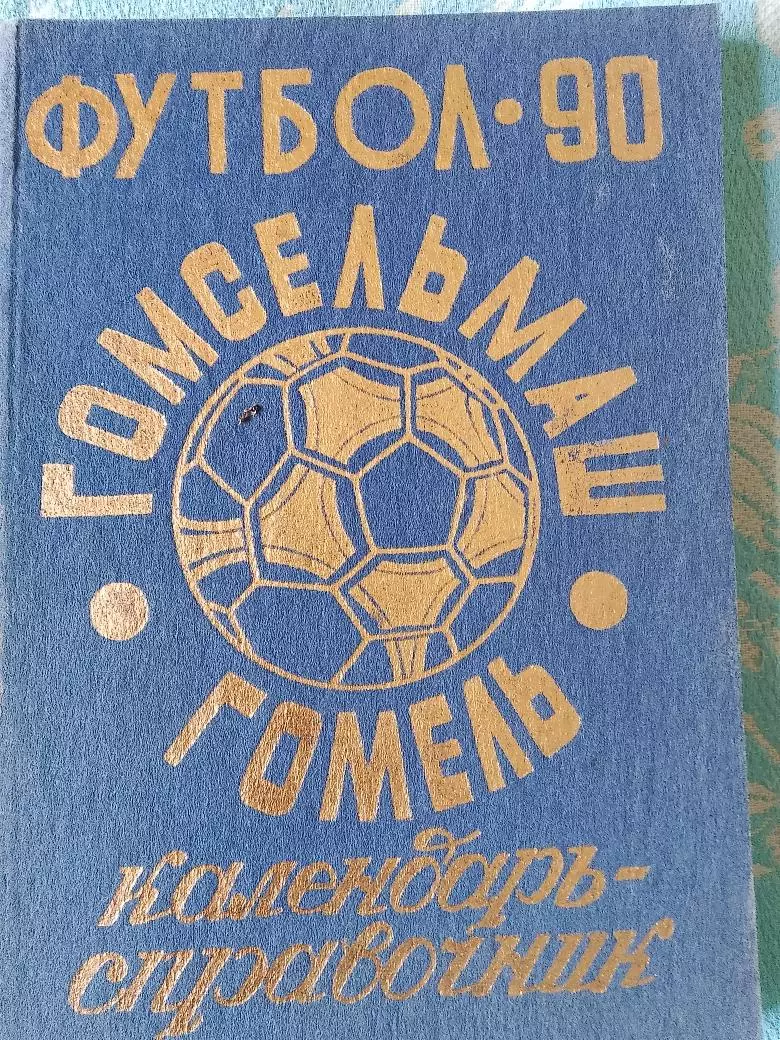 ФУТБОЛ·90
ГОМСЕЛЬМАШ
ГОМЕЛЬ
календарь-
справочник